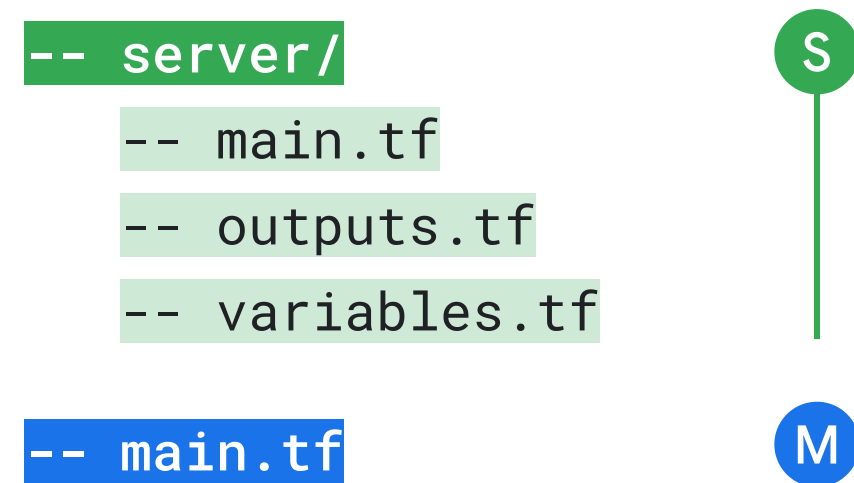 -- server/
S
-- main.tf
-- outputs.tf
-- variables.tf
-- main.tf
M